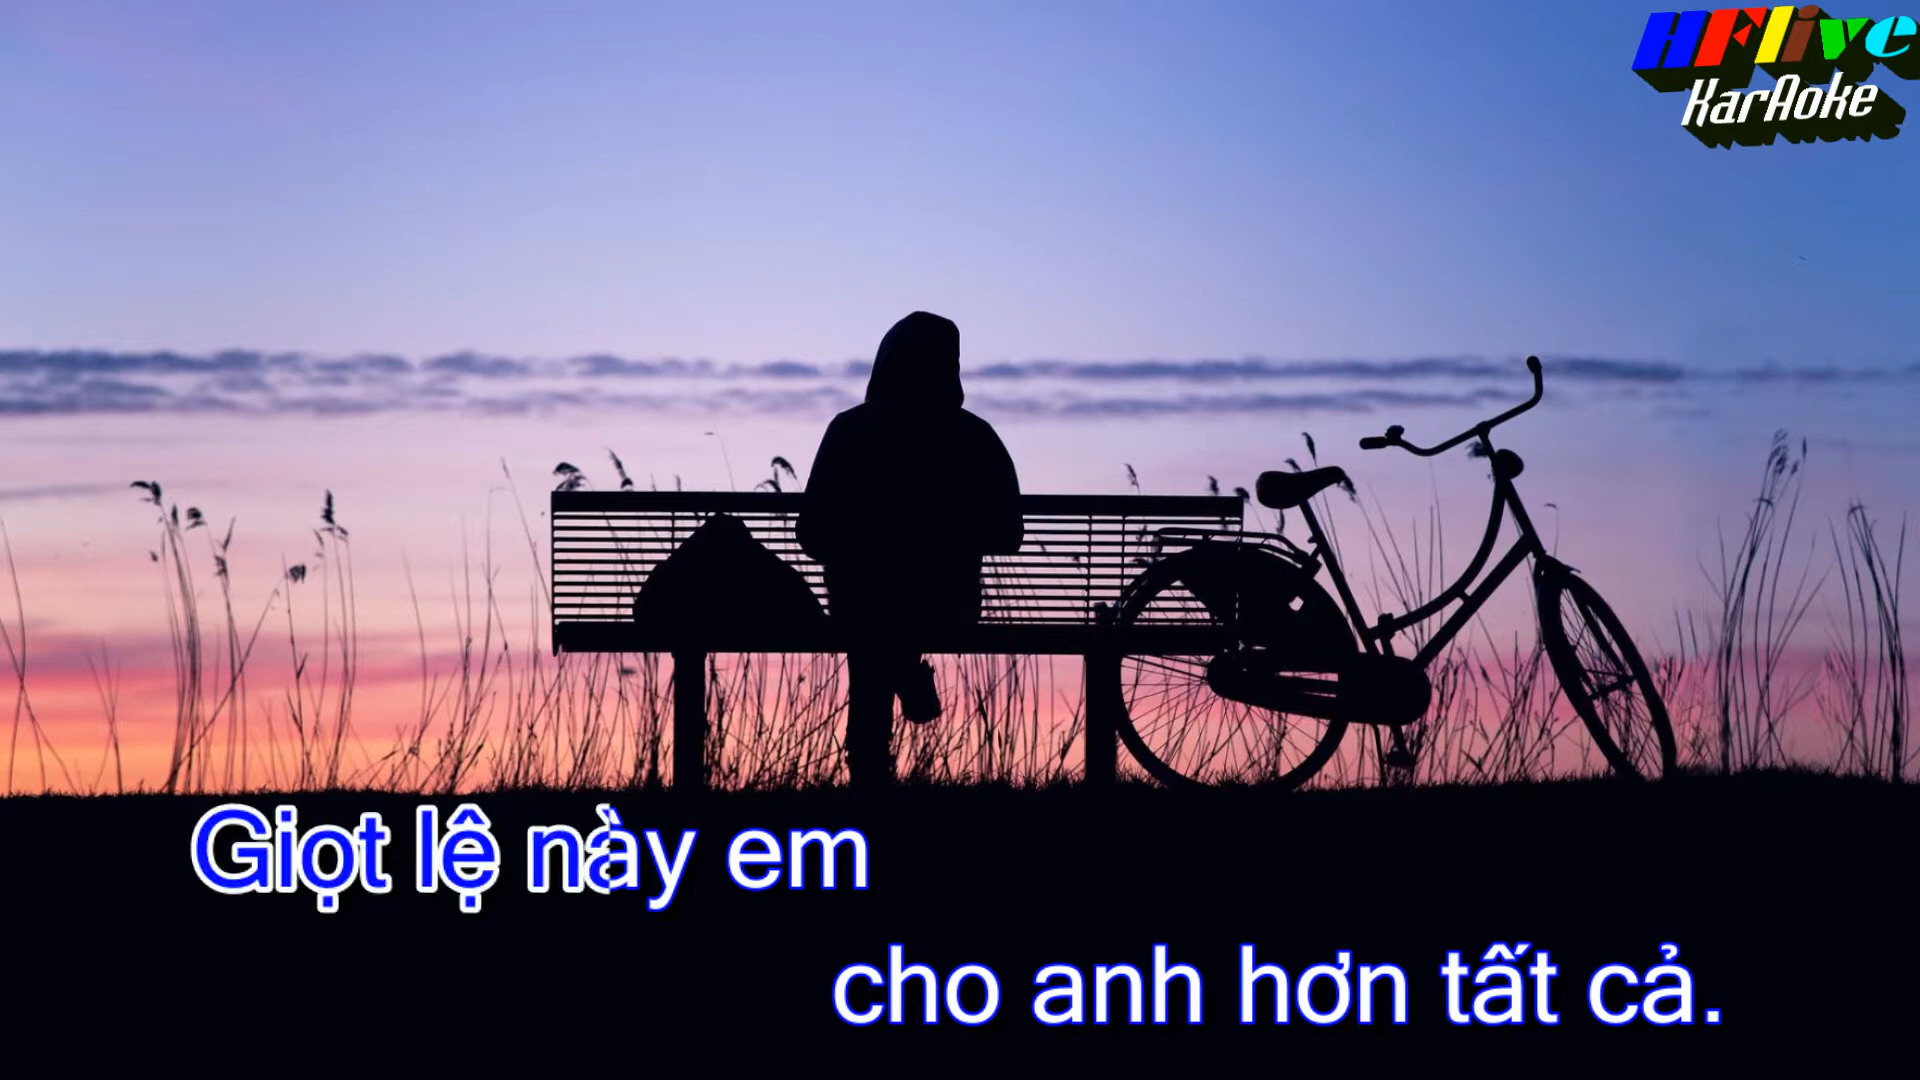 HFlive
KarAoke
Giọt lệ này em
cho anh hơn tất cả.